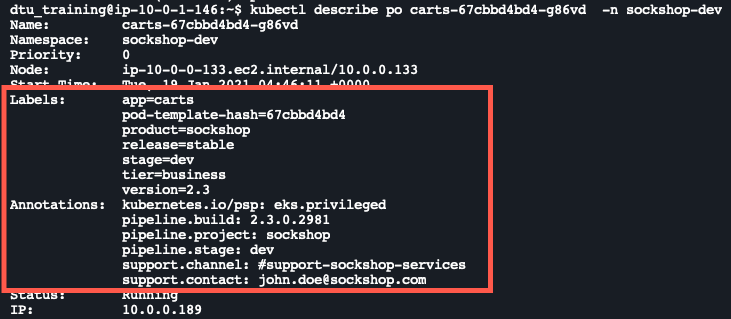 dtu_training@ip-10-0-1-146:~$ kubectl describe po carts-67cbbd4bd4-g86vd  -n sockshop-dev
Name:         carts-67cbbd4bd4-g86vd
Namespace:    sockshop-dev
Priority:     0
Node:         ip-10-0-0-133.ec2.internal/10.0.0.133
Start Time:   Tue, 19 Jan 2021 04:46:11 +0000
Labels:       app=carts
              pod-template-hash=67cbbd4bd4
              product=sockshop
              release=stable
              stage=dev
              tier=business
              version=2.3
Annotations:  kubernetes.io/psp: eks.privileged
              pipeline.build: 2.3.0.2981
              pipeline.project: sockshop
              pipeline.stage: dev
              support.channel: #support-sockshop-services
              support.contact: john.doe@sockshop.com
Status:       Running
IP:           10.0.0.189